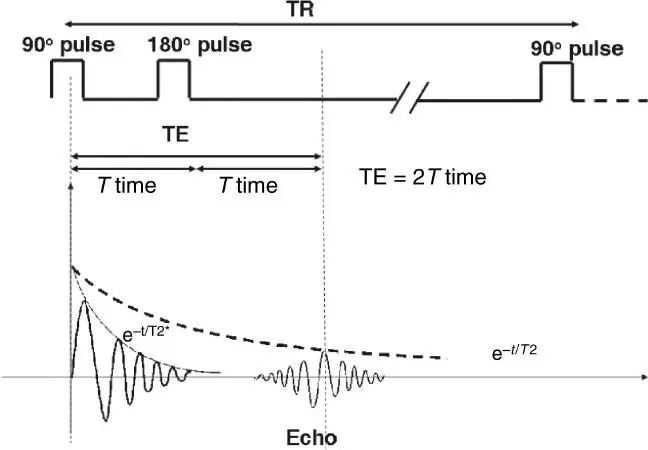 TR
90° pulse 180° pulse 90° pulse
TE
T time T time TE = 2T time
e–t/T2*
e–t/T2
Echo